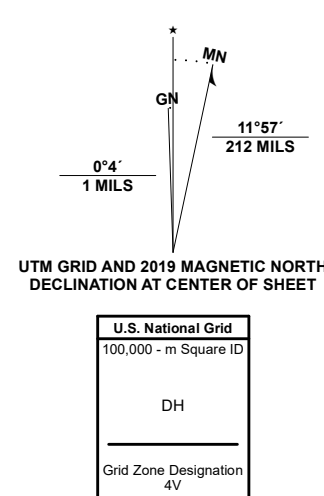 ★
MN
GN
11°57´
212 MILS
0°4´
1 MILS
UTM GRID AND 2019 MAGNETIC NORTH
DECLINATION AT CENTER OF SHEET
U.S. National Grid
100,000 - m Square ID
DH
Grid Zone Designation
4V